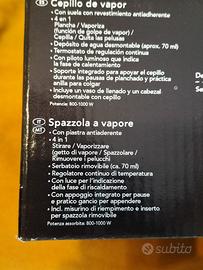 ES
Cepillo de vapor
• Con suela con revestimiento antiadherente
• 4 en 1
Plancha / Vaporiza
(función de golpe de vapor) /
Cepilla / Quita las pelusas
• Depósito de agua desmontable (aprox. 70 ml)
• Regulador continuo de temperatura
• Con piloto luminoso que indica
la fase de calentamiento
• Soporte integrado para apoyar el cepillo
durante las pausas de planchado y práctica
anilla para colgar
• Incluye un vaso de llenado y un cabezal
desmontable con cepillo
Potencia: 800-1000 W
IT
MT
Spazzola a vapore
• Con piastra antiaderente
• 4 in 1
Stirare / Vaporizzare
(getto di vapore) / Spazzolare /
Rimuovere i pelucchi
• Serbatoio rimovibile (ca. 70 ml)
• Regolatore continuo di temperatura
• Con luce per l'indicazione
della fase di riscaldamento
• Con appoggio integrato per pause
e pratico gancio per appendere
• Incl. misurino di riempimento e inserto
per spazzola rimovibile
Potenza assorbita: 800-1000 W
subito